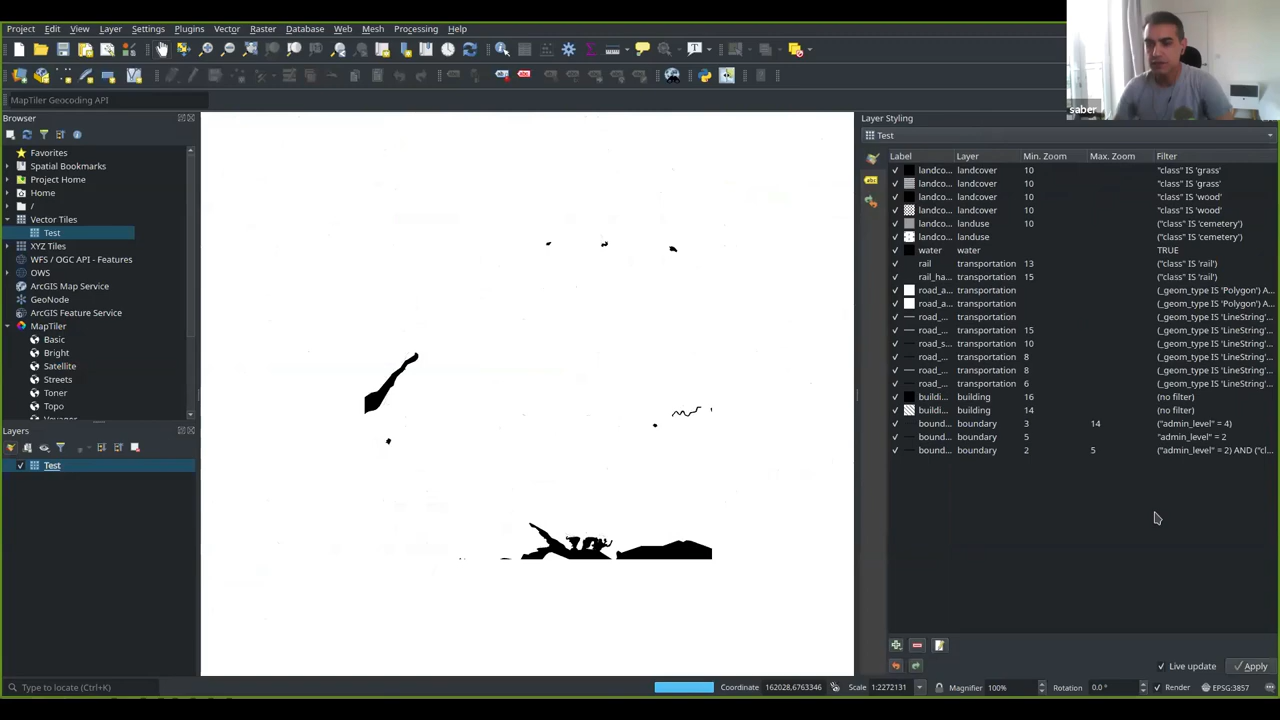 Project Edit View Layer Settings Plugins Vector Raster Database Web Mesh Processing Help
saber
MapTiler Geocoding API
Browser
Favorites
Spatial Bookmarks
Project Home
Home
/
Vector Tiles
Test
XYZ Tiles
WFS / OGC API - Features
OWS
ArcGIS Map Service
GeoNode
ArcGIS Feature Service
MapTiler
Basic
Bright
Satellite
Streets
Toner
Topo
Layers
Test
Layer Styling
Test
Label Layer Min. Zoom Max. Zoom Filter
landco... landcover 10 "class" IS 'grass'
landco... landcover 10 "class" IS 'grass'
landco... landcover 10 "class" IS 'wood'
landco... landcover 10 "class" IS 'wood'
landco... landuse 10 ("class" IS 'cemetery')
landco... landuse ("class" IS 'cemetery')
water water TRUE
rail transportation 13 ("class" IS 'rail')
rail_ha... transportation 15 ("class" IS 'rail')
road_a... transportation (_geom_type IS 'Polygon') A...
road_a... transportation (_geom_type IS 'Polygon') A...
road_... transportation (_geom_type IS 'LineString'...
road_... transportation 15 (_geom_type IS 'LineString'...
road_s... transportation 10 (_geom_type IS 'LineString'...
road_... transportation 8 (_geom_type IS 'LineString'...
road_... transportation 8 (_geom_type IS 'LineString'...
road_... transportation 6 (_geom_type IS 'LineString'...
buildi... building 16 (no filter)
buildi... building 14 (no filter)
bound... boundary 3 14 ("admin_level" = 4)
bound... boundary 5 "admin_level" = 2
bound... boundary 2 5 ("admin_level" = 2) AND ("cl...
Live update Apply
Type to locate (Ctrl+K) Coordinate 162028,6763346 Scale 1:2272131 Magnifier 100% Rotation 0.0 ° Render EPSG:3857